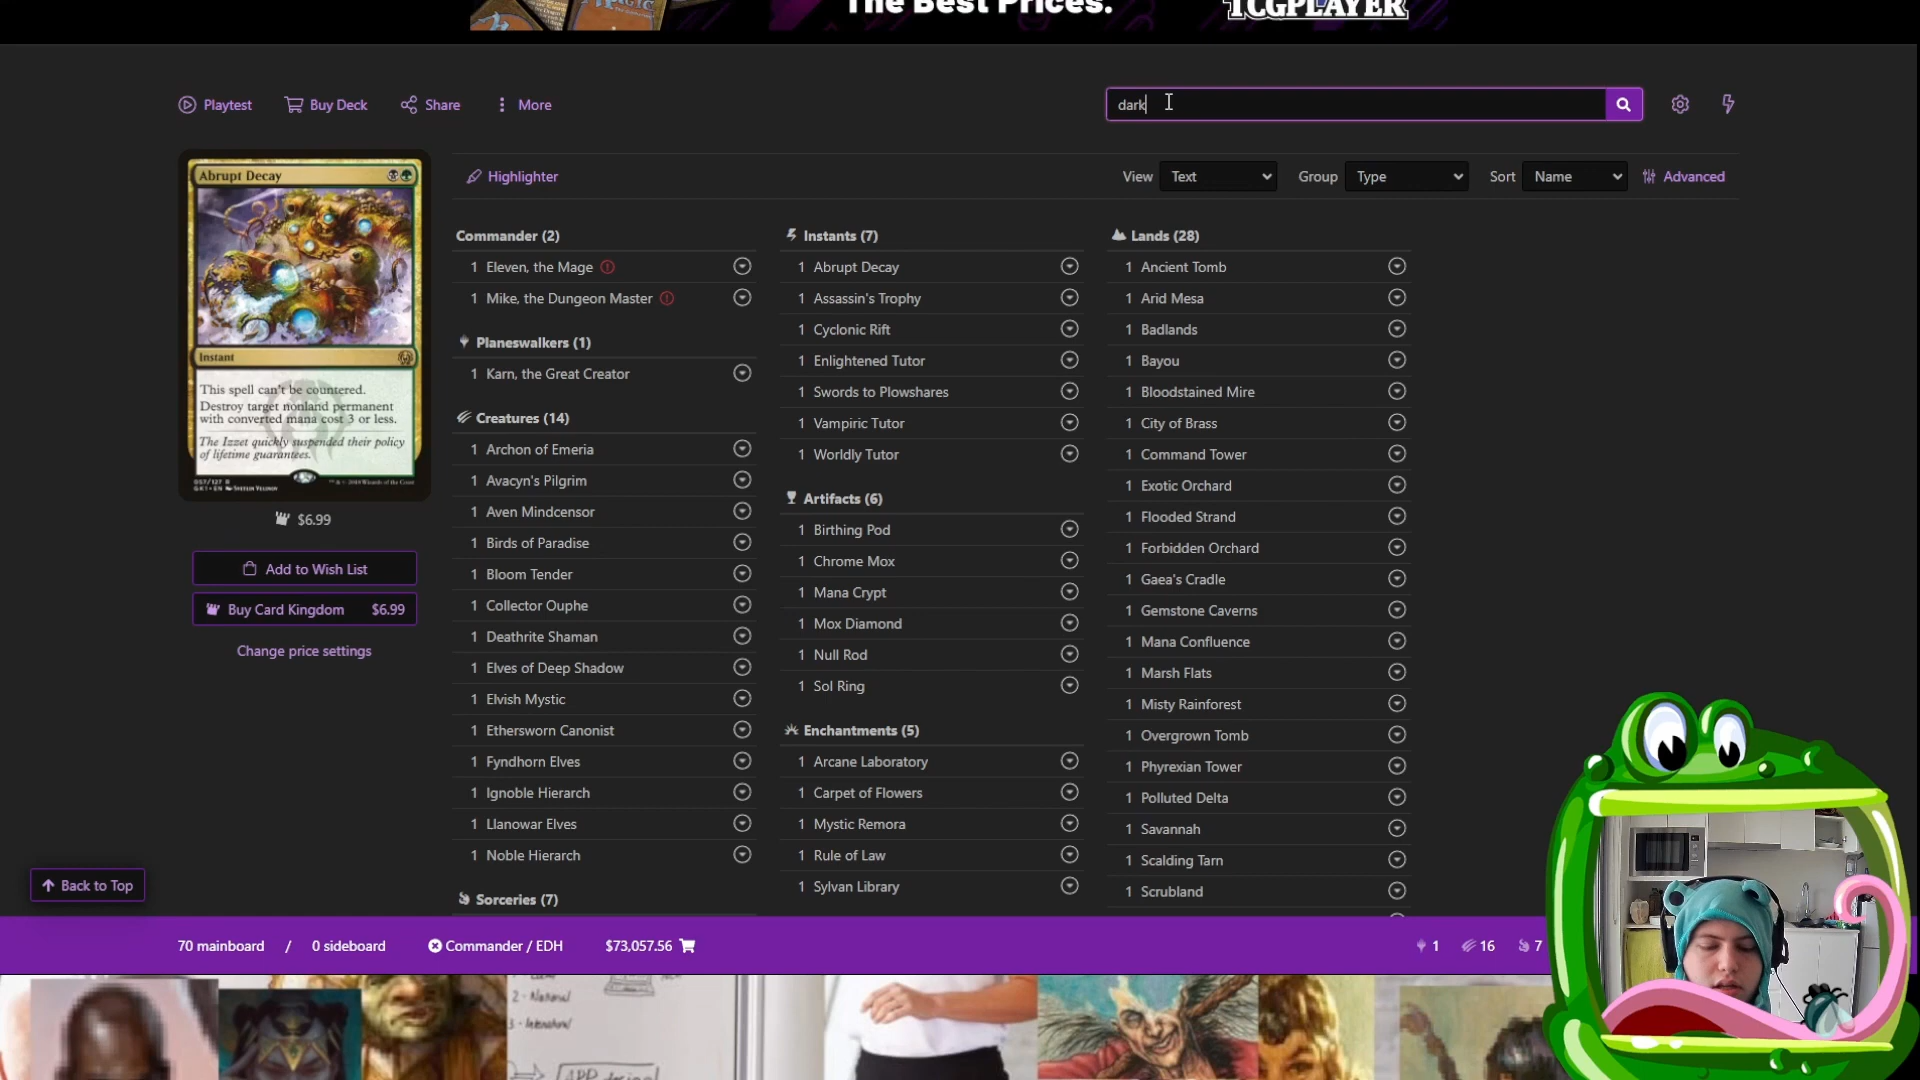 The Best Prices.
TCGPLAYER
Playtest
Buy Deck
Share
More
dark
Abrupt Decay
Instant
This spell can't be countered.
Destroy target nonland permanent
with converted mana cost 3 or less.
The Izzet quickly suspended their policy
of lifetime guarantees.
$6.99
Add to Wish List
Buy Card Kingdom $6.99
Change price settings
Back to Top
Highlighter
View Text
Group Type
Sort Name
Advanced
Commander (2)
1 Eleven, the Mage
1 Mike, the Dungeon Master
Planeswalkers (1)
1 Karn, the Great Creator
Creatures (14)
1 Archon of Emeria
1 Avacyn's Pilgrim
1 Aven Mindcensor
1 Birds of Paradise
1 Bloom Tender
1 Collector Ouphe
1 Deathrite Shaman
1 Elves of Deep Shadow
1 Elvish Mystic
1 Ethersworn Canonist
1 Fyndhorn Elves
1 Ignoble Hierarch
1 Llanowar Elves
1 Noble Hierarch
Sorceries (7)
Instants (7)
1 Abrupt Decay
1 Assassin's Trophy
1 Cyclonic Rift
1 Enlightened Tutor
1 Swords to Plowshares
1 Vampiric Tutor
1 Worldly Tutor
Artifacts (6)
1 Birthing Pod
1 Chrome Mox
1 Mana Crypt
1 Mox Diamond
1 Null Rod
1 Sol Ring
Enchantments (5)
1 Arcane Laboratory
1 Carpet of Flowers
1 Mystic Remora
1 Rule of Law
1 Sylvan Library
Lands (28)
1 Ancient Tomb
1 Arid Mesa
1 Badlands
1 Bayou
1 Bloodstained Mire
1 City of Brass
1 Command Tower
1 Exotic Orchard
1 Flooded Strand
1 Forbidden Orchard
1 Gaea's Cradle
1 Gemstone Caverns
1 Mana Confluence
1 Marsh Flats
1 Misty Rainforest
1 Overgrown Tomb
1 Phyrexian Tower
1 Polluted Delta
1 Savannah
1 Scalding Tarn
1 Scrubland
70 mainboard / 0 sideboard
Commander / EDH
$73,057.56
1
16
7
2 - National
3 - International